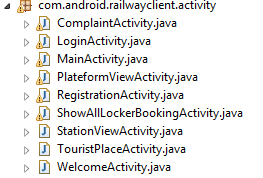 com.android.railwayclient.activity
ComplaintActivity.java
LoginActivity.java
MainActivity.java
PlateformViewActivity.java
RegistrationActivity.java
ShowAllLockerBookingActivity.java
StationViewActivity.java
TouristPlaceActivity.java
WelcomeActivity.java